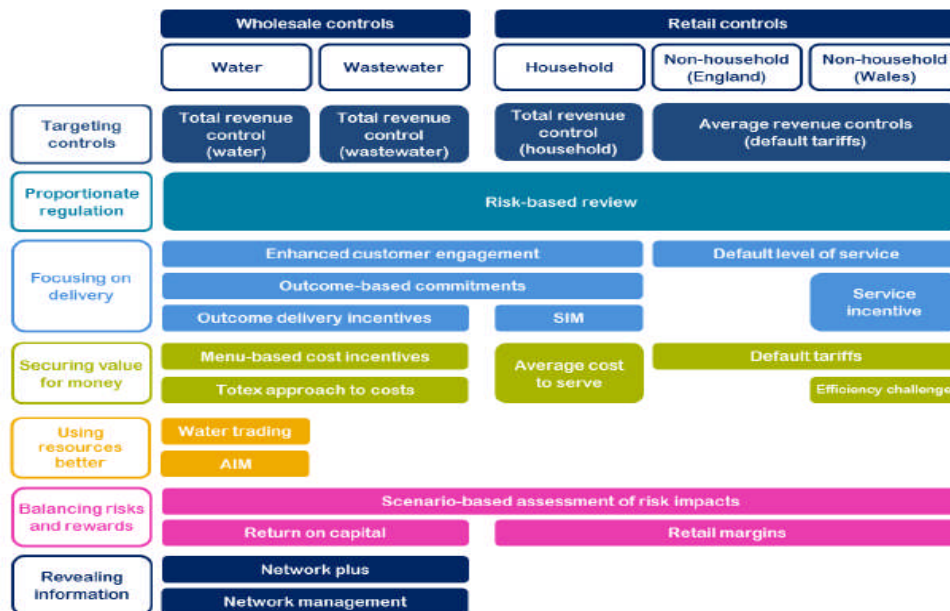 Wholesale controls
Retail controls
Water
Wastewater
Household
Non-household
(England)
Non-household
(Wales)
Targeting
controls
Total revenue
control
(water)
Total revenue
control
(wastewater)
Total revenue
control
(household)
Average revenue controls
(default tariffs)
Proportionate
regulation
Risk-based review
Focusing on
delivery
Enhanced customer engagement
Default level of service
Outcome-based commitments
Service
incentive
Outcome delivery incentives
SIM
Securing value
for money
Menu-based cost incentives
Average cost
to serve
Default tariffs
Totex approach to costs
Efficiency challenge
Using
resources
better
Water trading
AIM
Balancing risks
and rewards
Scenario-based assessment of risk impacts
Return on capital
Retail margins
Revealing
information
Network plus
Network management